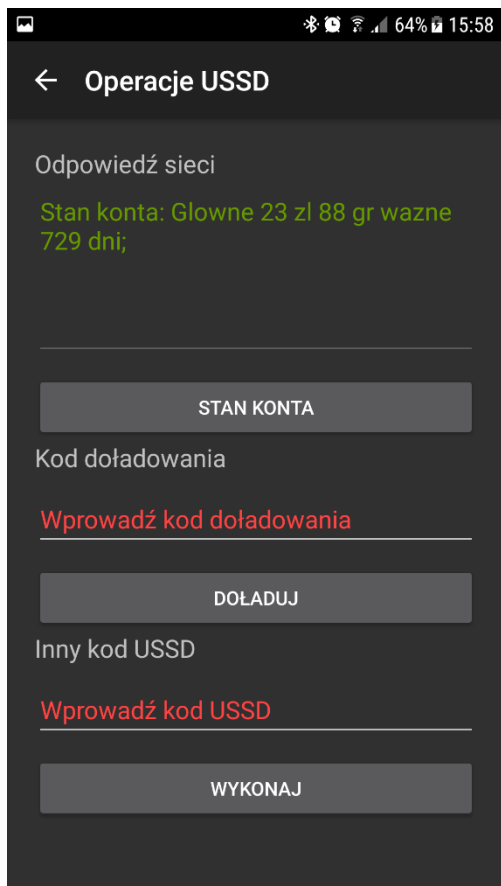 64% 15:58
Operacje USSD
Odpowiedź sieci
Stan konta: Glowne 23 zl 88 gr wazne
729 dni;
STAN KONTA
Kod doładowania
Wprowadź kod doładowania
DOŁADUJ
Inny kod USSD
Wprowadź kod USSD
WYKONAJ